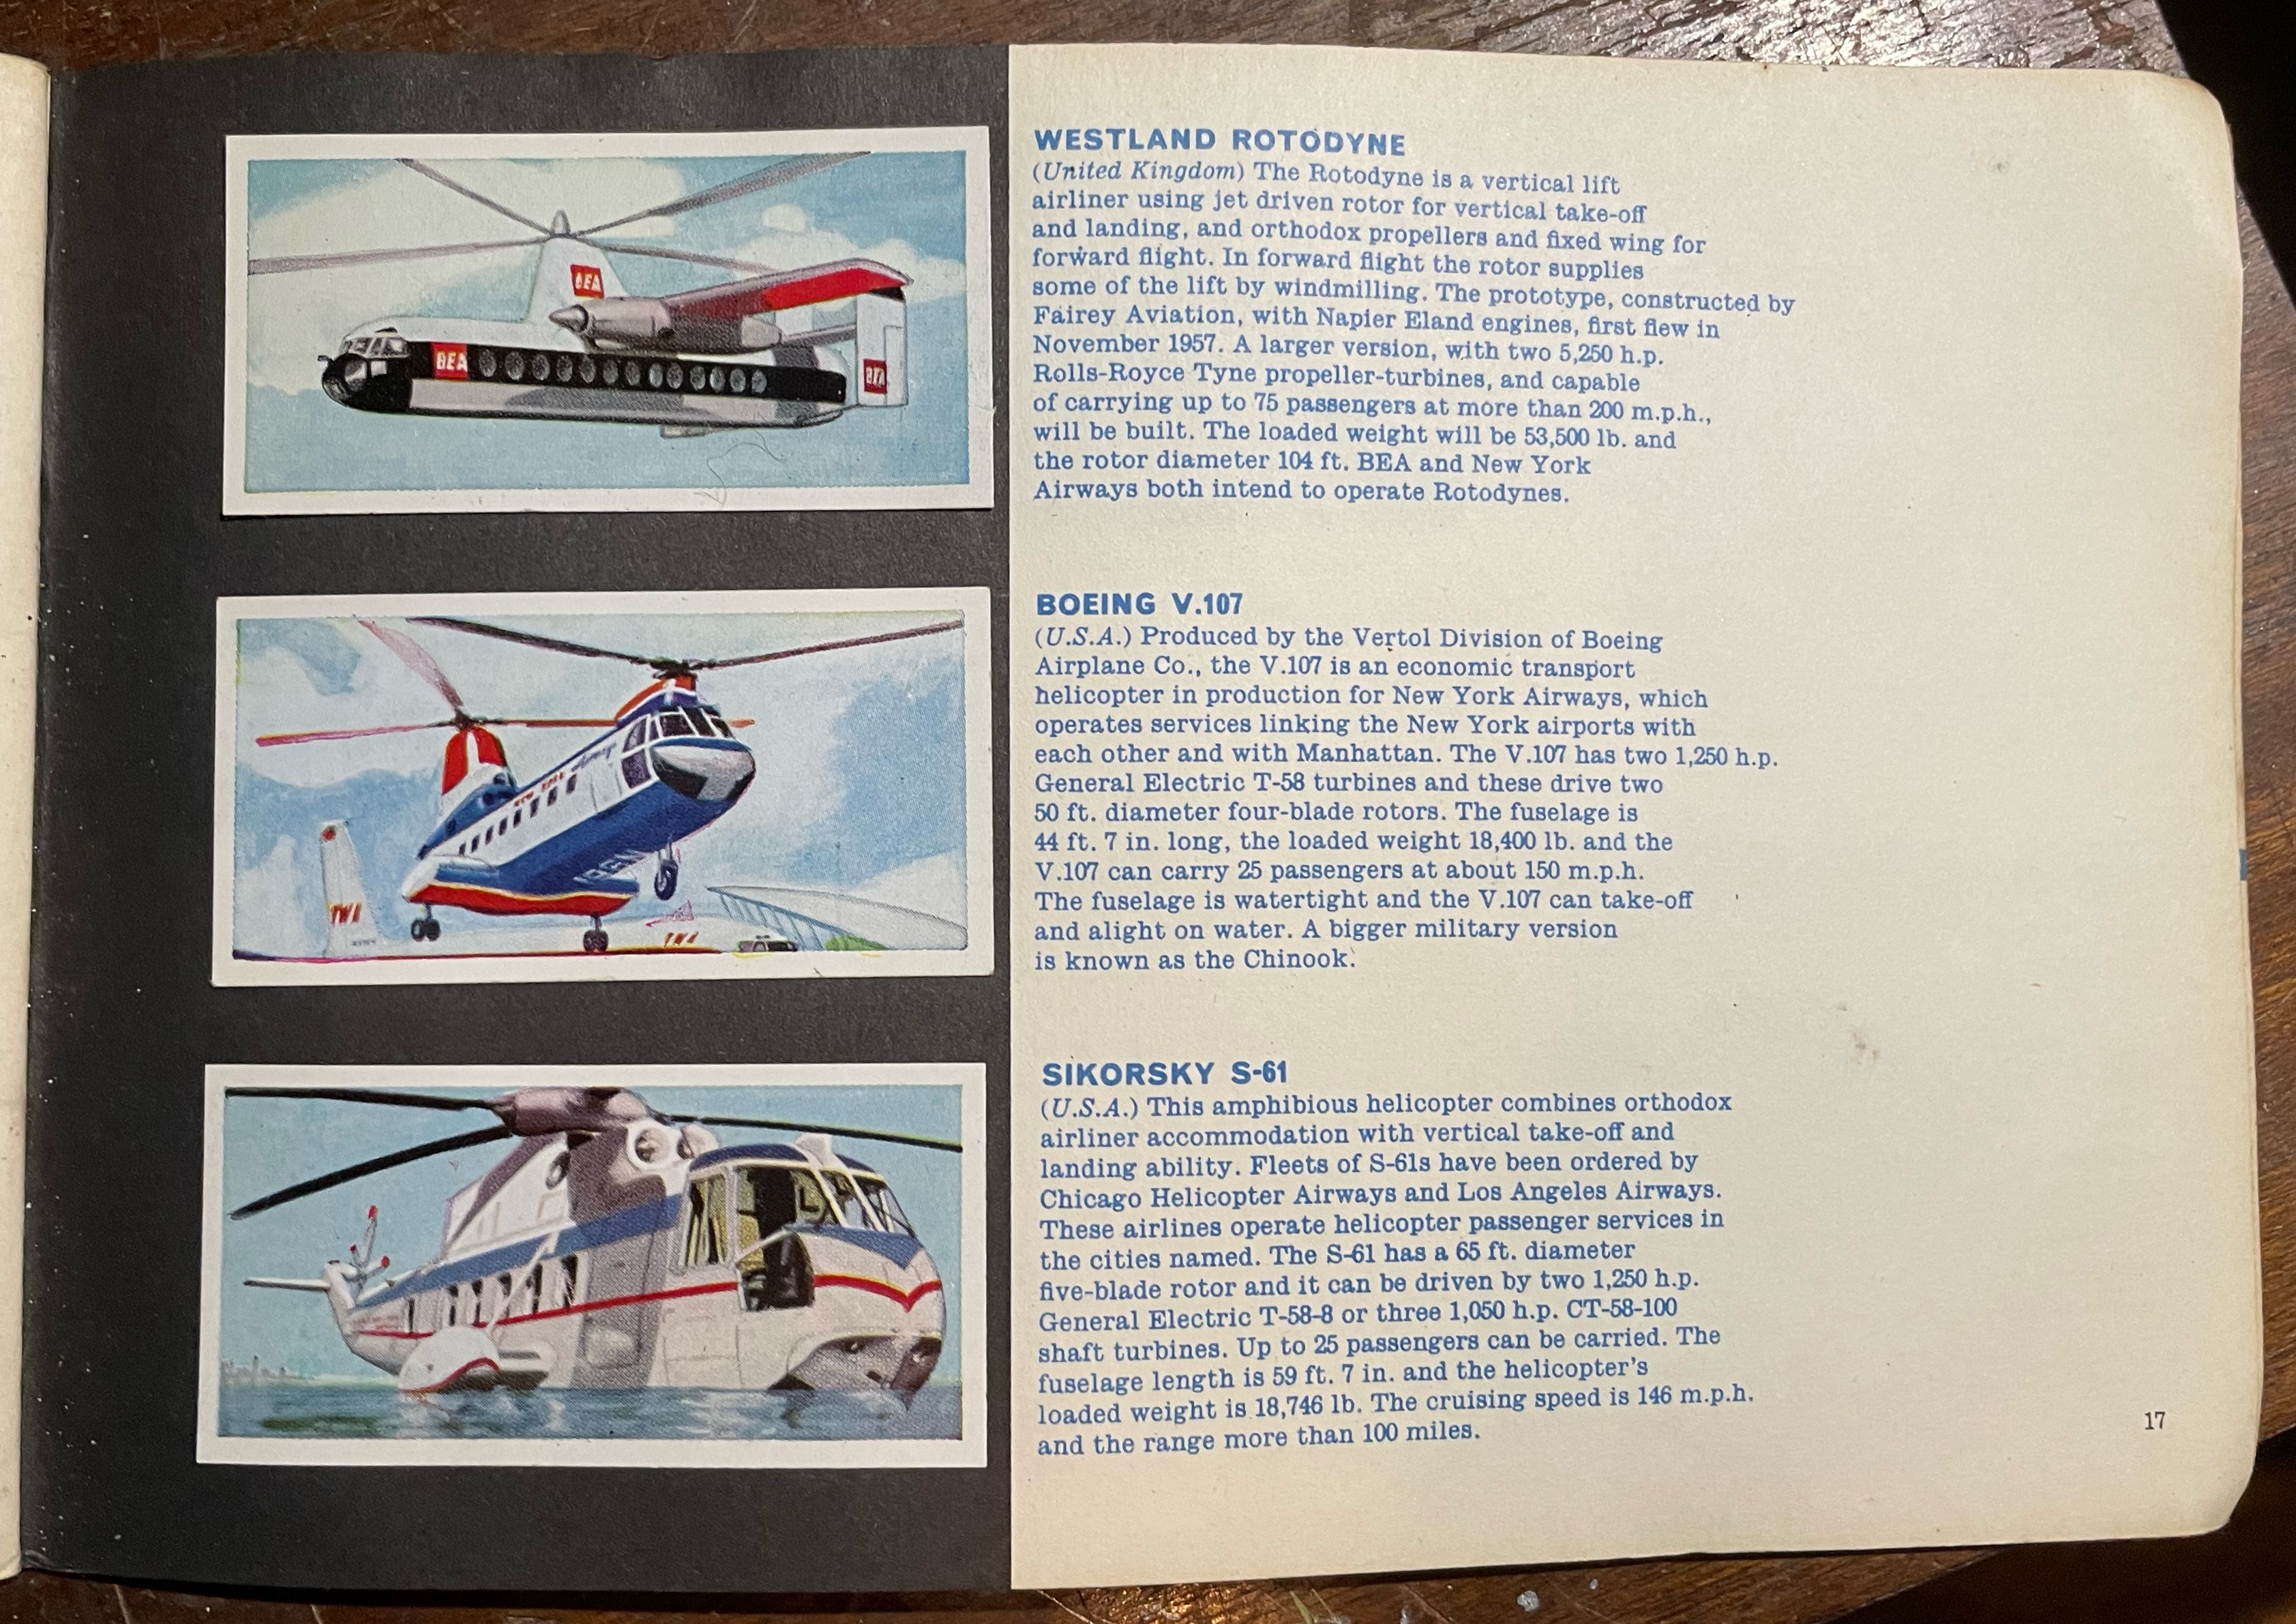 BEA
BEA
BEA
TWA
WESTLAND ROTODYNE
(United Kingdom) The Rotodyne is a vertical lift
airliner using jet driven rotor for vertical take-off
and landing, and orthodox propellers and fixed wing for
forward flight. In forward flight the rotor supplies
some of the lift by windmilling. The prototype, constructed by
Fairey Aviation, with Napier Eland engines, first flew in
November 1957. A larger version, with two 5,250 h.p.
Rolls-Royce Tyne propeller-turbines, and capable
of carrying up to 75 passengers at more than 200 m.p.h.,
will be built. The loaded weight will be 53,500 lb. and
the rotor diameter 104 ft. BEA and New York
Airways both intend to operate Rotodynes.
BOEING V.107
(U.S.A.) Produced by the Vertol Division of Boeing
Airplane Co., the V.107 is an economic transport
helicopter in production for New York Airways, which
operates services linking the New York airports with
each other and with Manhattan. The V.107 has two 1,250 h.p.
General Electric T-58 turbines and these drive two
50 ft. diameter four-blade rotors. The fuselage is
44 ft. 7 in. long, the loaded weight 18,400 lb. and the
V.107 can carry 25 passengers at about 150 m.p.h.
The fuselage is watertight and the V.107 can take-off
and alight on water. A bigger military version
is known as the Chinook.
SIKORSKY S-61
(U.S.A.) This amphibious helicopter combines orthodox
airliner accommodation with vertical take-off and
landing ability. Fleets of S-61s have been ordered by
Chicago Helicopter Airways and Los Angeles Airways.
These airlines operate helicopter passenger services in
the cities named. The S-61 has a 65 ft. diameter
five-blade rotor and it can be driven by two 1,250 h.p.
General Electric T-58-8 or three 1,050 h.p. CT-58-100
shaft turbines. Up to 25 passengers can be carried. The
fuselage length is 59 ft. 7 in. and the helicopter's
loaded weight is 18,746 lb. The cruising speed is 146 m.p.h.
and the range more than 100 miles.
17